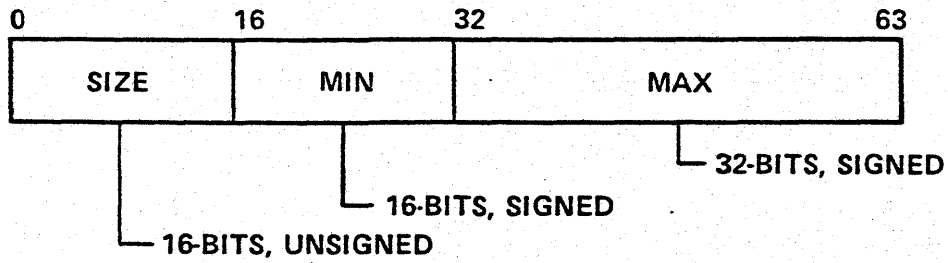 0 16 32 63
SIZE MIN MAX
32-BITS, SIGNED
16-BITS, SIGNED
16-BITS, UNSIGNED